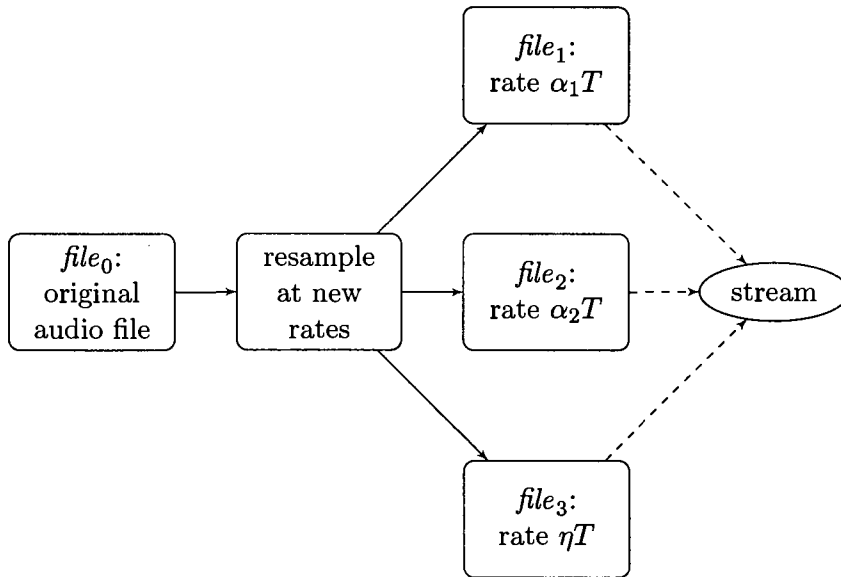 file₁:
rate α₁T
file₀:
original
audio file
resample
at new
rates
file₂:
rate α₂T
stream
file₃:
rate ηT